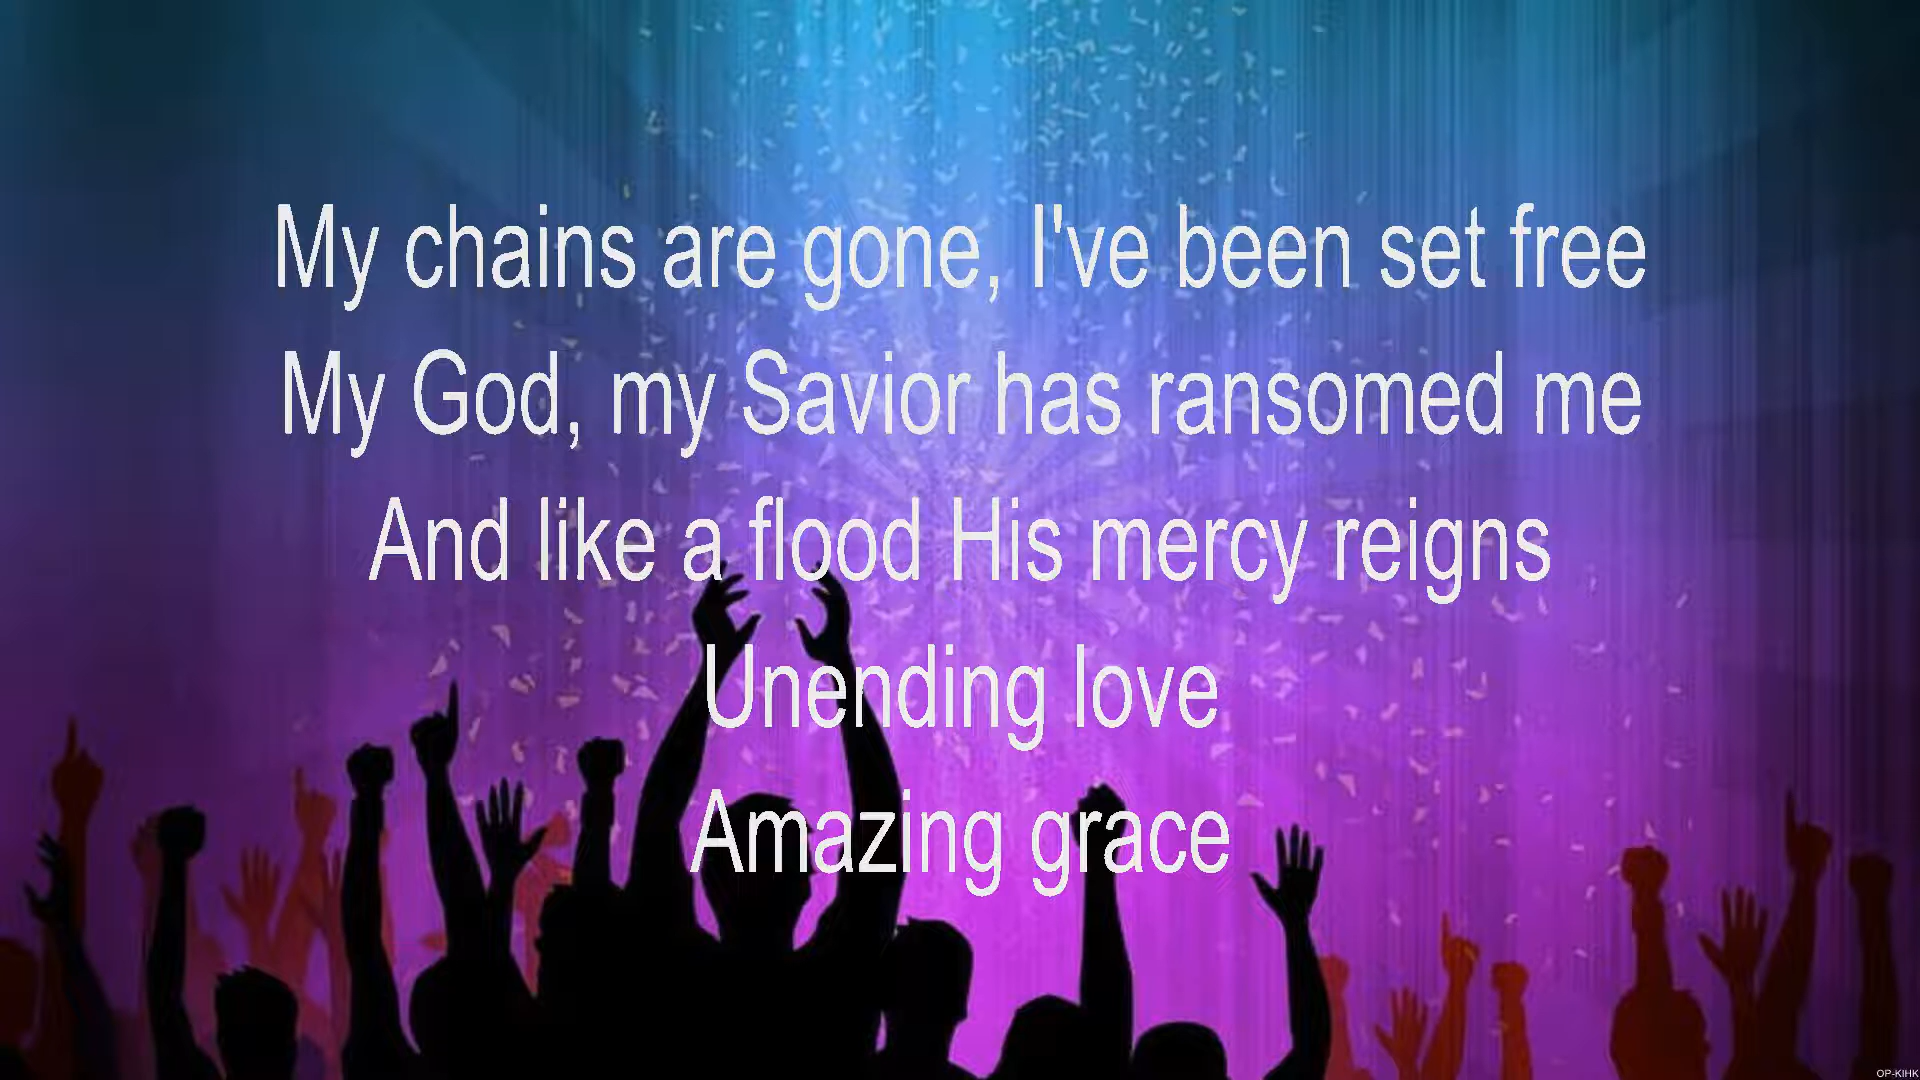 My chains are gone, I've been set free
My God, my Savior has ransomed me
And like a flood His mercy reigns
Unending love
Amazing grace
OP-KIHK